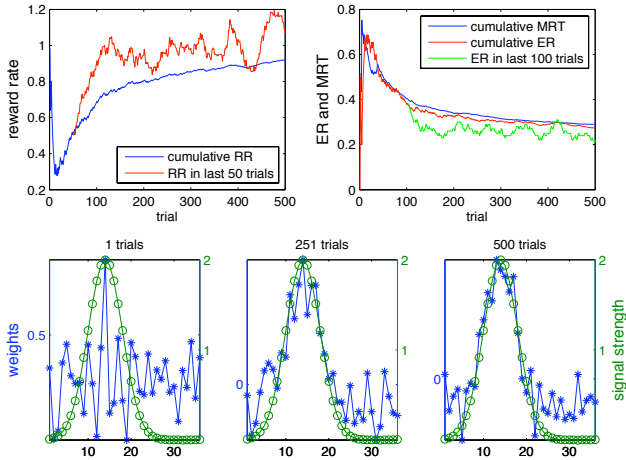 1.2
1
0.8
0.6
0.4
0.2
reward rate
0 100 200 300 400 500
trial
cumulative RR
RR in last 50 trials
0.8
0.6
0.4
0.2
0
ER and MRT
0 100 200 300 400 500
trial
cumulative MRT
cumulative ER
ER in last 100 trials
1 trials
weights
0.5
2
1
0
10 20 30
251 trials
0
2
1
0
10 20 30
500 trials
0
2
1
0
10 20 30
signal strength